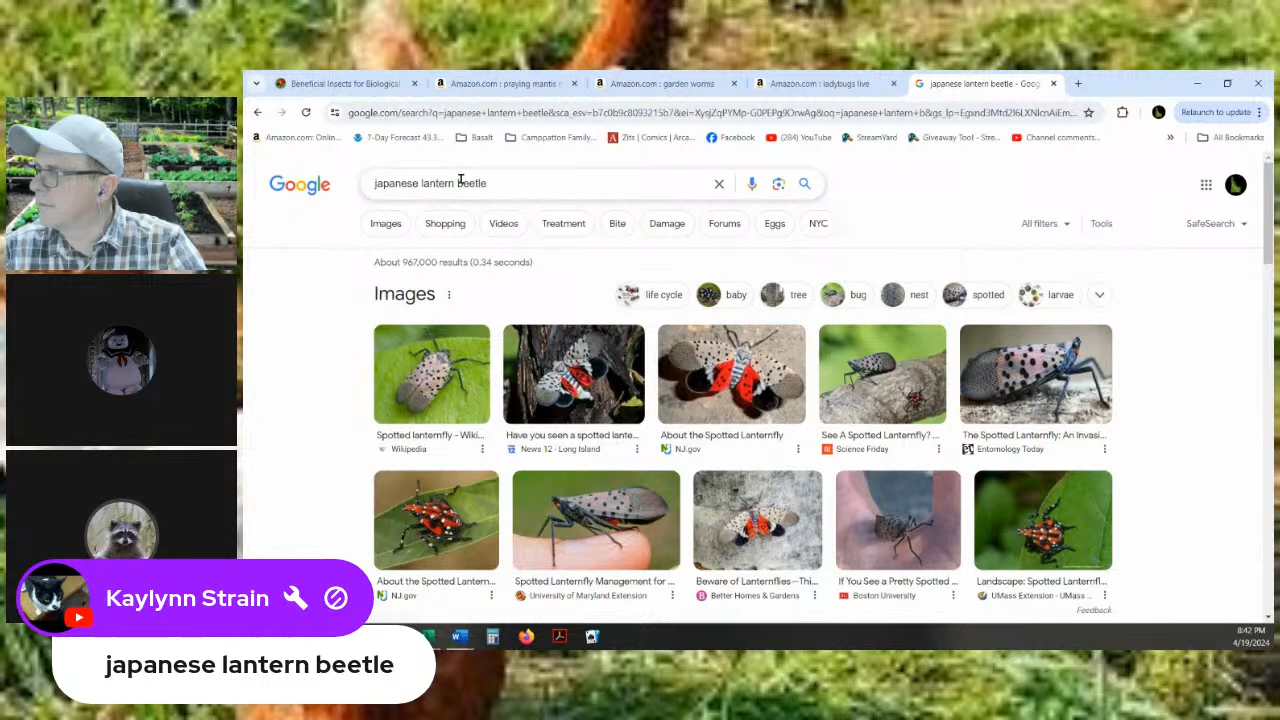 Beneficial Insects for Biological
Amazon.com : praying mantis
Amazon.com : garden worms
Amazon.com : ladybugs live
japanese lantern beetle - Goog
Relaunch to update
Amazon.com: Onlin...
7-Day Forecast 43.3...
Basalt
Camppatton Family...
Zits | Comics | Arca...
Facebook
(284) YouTube
StreamYard
Giveaway Tool - Stre...
Channel comments...
»
All Bookmarks
Google
japanese lantern beetle
Images
Shopping
Videos
Treatment
Bite
Damage
Forums
Eggs
NYC
All filters
Tools
SafeSearch
About 967,000 results (0.34 seconds)
Images
life cycle
baby
tree
bug
nest
spotted
larvae
Spotted lanternfly - Wiki...
Wikipedia
Have you seen a spotted lante...
News 12 - Long Island
About the Spotted Lanternfly
NJ.gov
See A Spotted Lanternfly? ...
Science Friday
The Spotted Lanternfly: An Invasi...
Entomology Today
About the Spotted Lantern...
NJ.gov
Spotted Lanternfly Management for ...
University of Maryland Extension
Beware of Lanternflies—Thi...
Better Homes & Gardens
If You See a Pretty Spotted ...
Boston University
Landscape: Spotted Lanternfl...
UMass Extension - UMass ...
Feedback
8:42 PM
4/19/2024
Kaylynn Strain
japanese lantern beetle